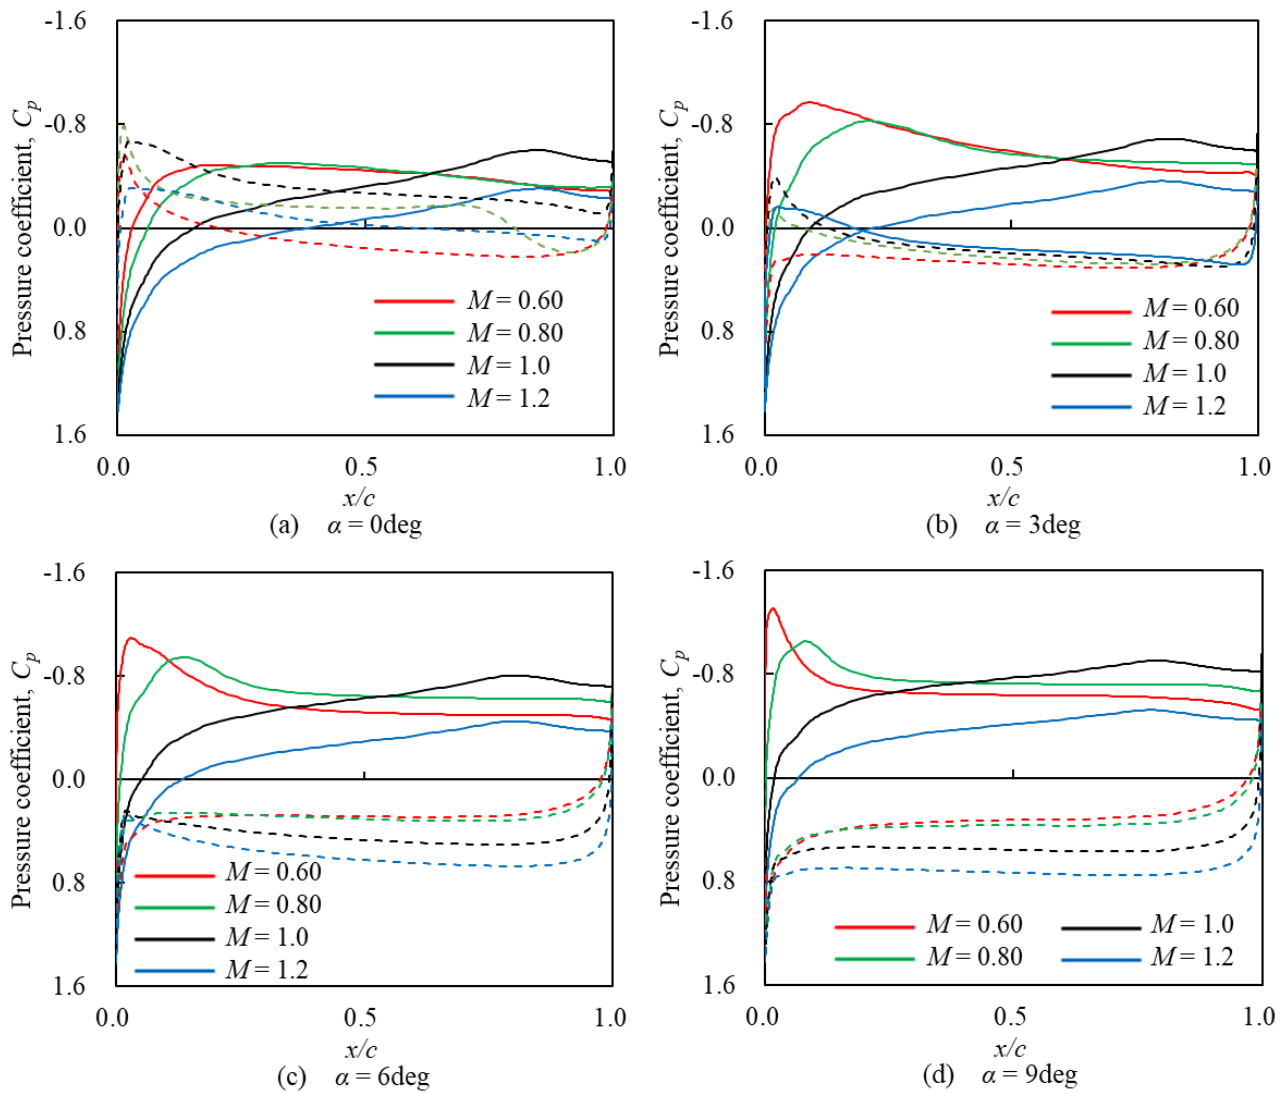 -1.6
-0.8
0.0
0.8
1.6
Pressure coefficient, Cp
M = 0.60
M = 0.80
M = 1.0
M = 1.2
0.0 0.5 1.0
x/c
(a) α = 0deg
-1.6
-0.8
0.0
0.8
1.6
Pressure coefficient, Cp
M = 0.60
M = 0.80
M = 1.0
M = 1.2
0.0 0.5 1.0
x/c
(b) α = 3deg
-1.6
-0.8
0.0
0.8
1.6
Pressure coefficient, Cp
M = 0.60
M = 0.80
M = 1.0
M = 1.2
0.0 0.5 1.0
x/c
(c) α = 6deg
-1.6
-0.8
0.0
0.8
1.6
Pressure coefficient, Cp
M = 0.60 M = 1.0
M = 0.80 M = 1.2
0.0 0.5 1.0
x/c
(d) α = 9deg